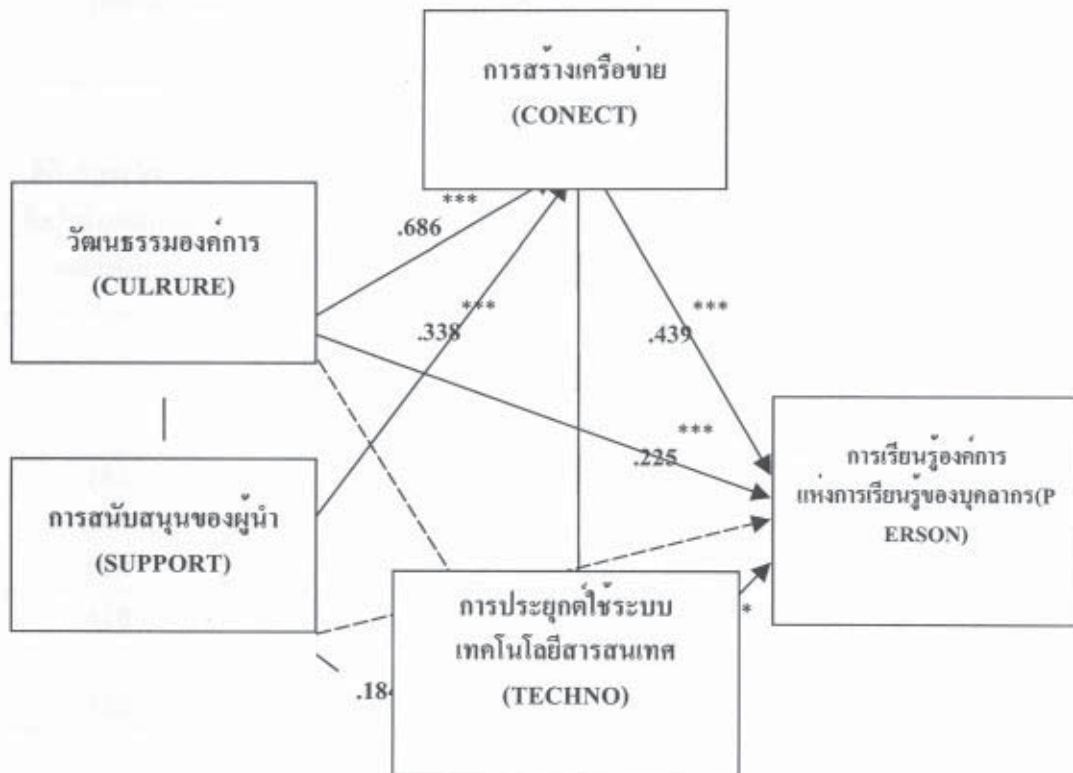 การสร้างเครือข่าย
(CONECT)
***
.686
วัฒนธรรมองค์การ
(CULRURE)
***
.338
***
.439
***
.225
การเรียนรู้องค์การ
แห่งการเรียนรู้ของบุคลากร(P
ERSON)
การสนับสนุนของผู้นำ
(SUPPORT)
การประยุกต์ใช้ระบบ
เทคโนโลยีสารสนเทศ
(TECHNO)
*
.184